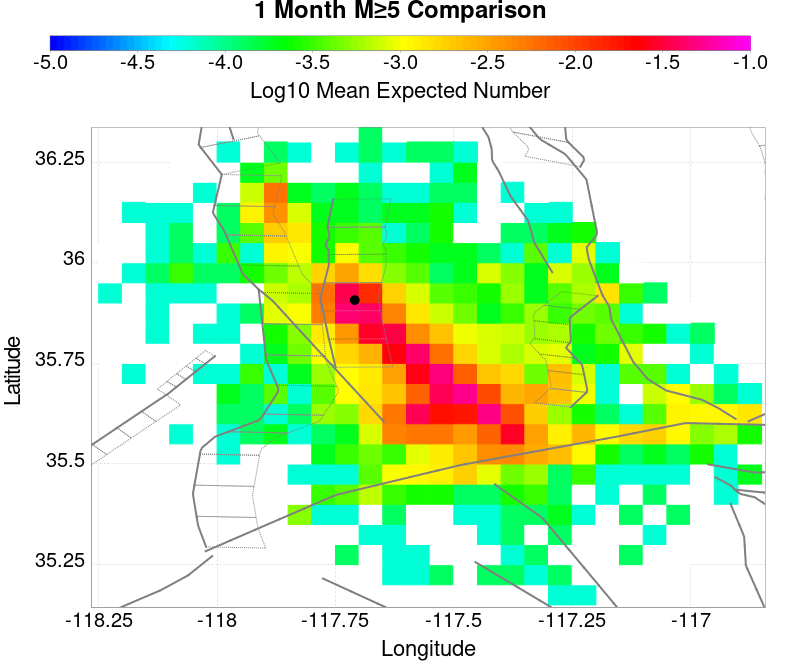 1 Month M≥5 Comparison
-5.0 -4.5 -4.0 -3.5 -3.0 -2.5 -2.0 -1.5 -1.0
Log10 Mean Expected Number
36.25
36
35.75
35.5
35.25
Latitude
-118.25 -118 -117.75 -117.5 -117.25 -117
Longitude